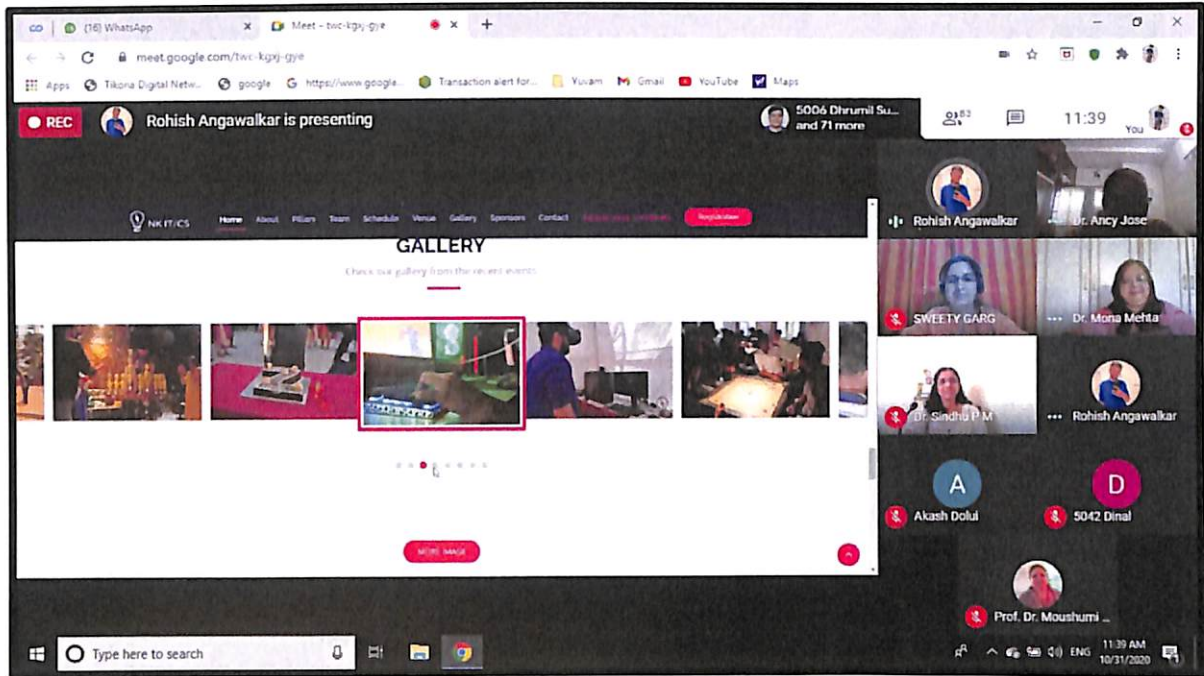 (16) WhatsApp
Meet – twc-kgxj-gye
meet.google.com/twc-kgxj-gye
Apps
Tikona Digital Netw...
google
https://www.google...
Transaction alert for...
Yuvam
Gmail
YouTube
Maps
REC
Rohish Angawalkar is presenting
5006 Dhrumil Su...
and 71 more
83
11:39
You
NK IT/CS
Home About Pillars Team Schedule Venue Gallery Sponsors Contact
Registration
GALLERY
Check our gallery from the recent events
MORE IMAGE
Rohish Angawalkar
Dr. Ancy Jose
SWEETY GARG
Dr. Mona Mehta
Dr. Sindhu P M
Rohish Angawalkar
A
Akash Dolui
D
5042 Dinal
Prof. Dr. Moushumi ...
Type here to search
ENG
11:39 AM
10/31/2020